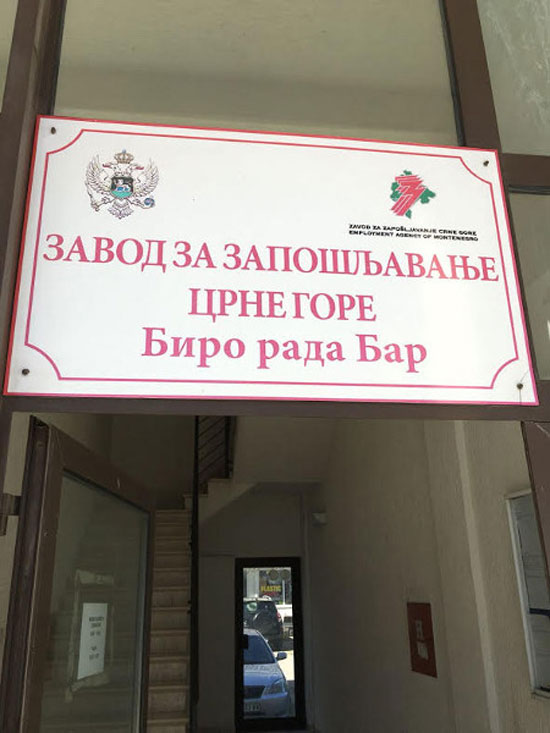 ZAVOD ZA ZAPOŠLJAVANJE CRNE GORE
EMPLOYMENT AGENCY OF MONTENEGRO
ЗАВОД ЗА ЗАПОШЉАВАЊЕ
ЦРНЕ ГОРЕ
Биро рада Бар